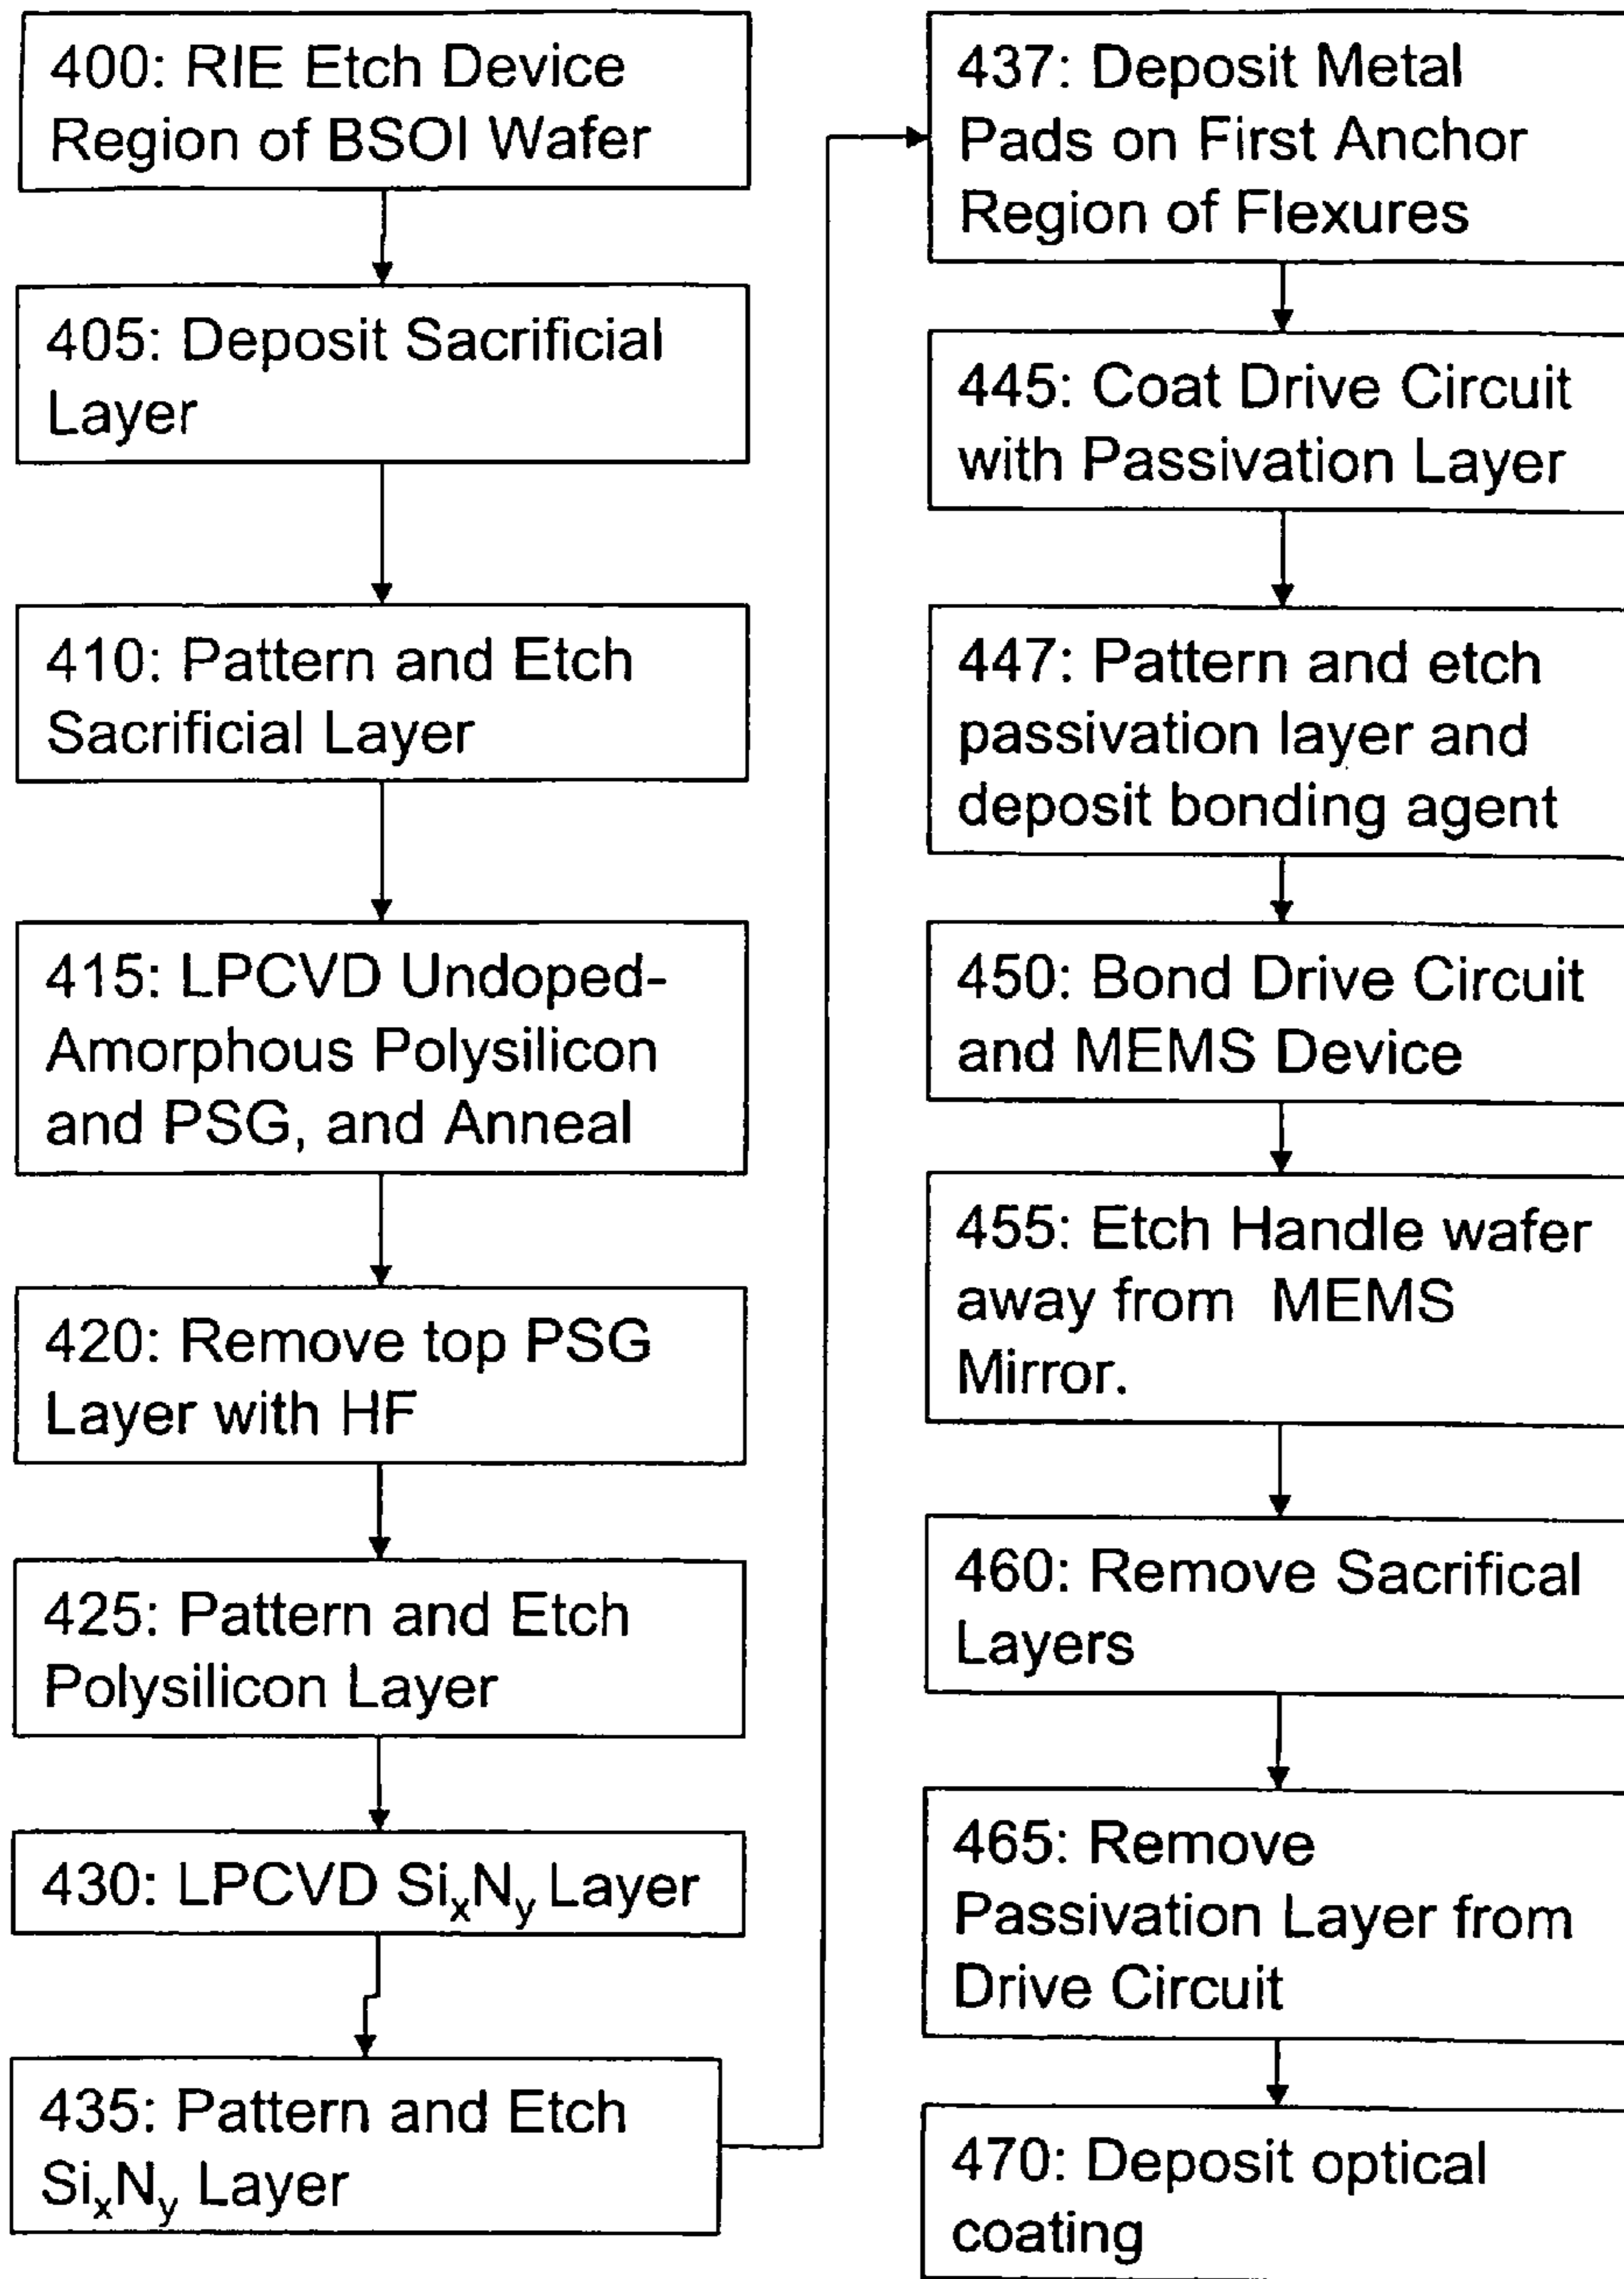 400: RIE Etch Device
Region of BSOI Wafer
405: Deposit Sacrificial
Layer
410: Pattern and Etch
Sacrificial Layer
415: LPCVD Undoped-
Amorphous Polysilicon
and PSG, and Anneal
420: Remove top PSG
Layer with HF
425: Pattern and Etch
Polysilicon Layer
430: LPCVD SixNy Layer
435: Pattern and Etch
SixNy Layer
437: Deposit Metal
Pads on First Anchor
Region of Flexures
445: Coat Drive Circuit
with Passivation Layer
447: Pattern and etch
passivation layer and
deposit bonding agent
450: Bond Drive Circuit
and MEMS Device
455: Etch Handle wafer
away from MEMS
Mirror.
460: Remove Sacrifical
Layers
465: Remove
Passivation Layer from
Drive Circuit
470: Deposit optical
coating